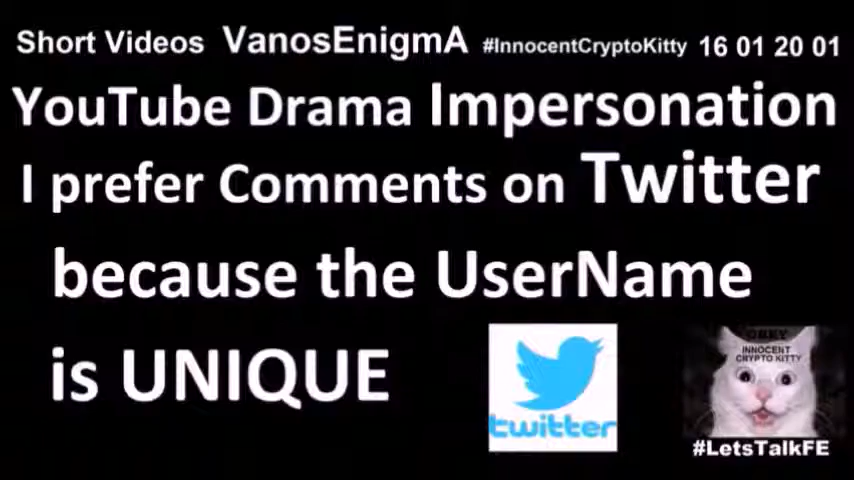 Short Videos VanosEnigmA #InnocentCryptoKitty 16 01 20 01
YouTube Drama Impersonation
I prefer Comments on Twitter
because the UserName
is UNIQUE
twitter
OBEY
INNOCENT
CRYPTO KITTY
#LetsTalkFE